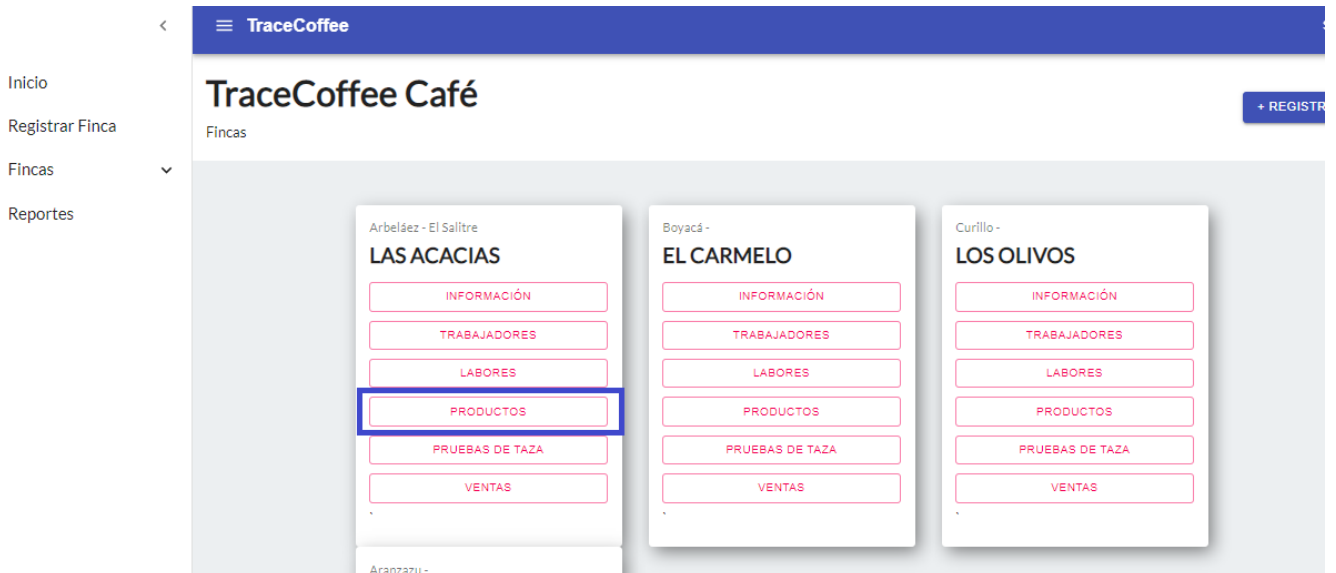 TraceCoffee
Inicio
Registrar Finca
Fincas
Reportes
TraceCoffee Café
Fincas
Arbeláez - El Salitre
LAS ACACIAS
INFORMACIÓN
TRABAJADORES
LABORES
PRODUCTOS
PRUEBAS DE TAZA
VENTAS
`
Boyacá -
EL CARMELO
INFORMACIÓN
TRABAJADORES
LABORES
PRODUCTOS
PRUEBAS DE TAZA
VENTAS
`
Curillo -
LOS OLIVOS
INFORMACIÓN
TRABAJADORES
LABORES
PRODUCTOS
PRUEBAS DE TAZA
VENTAS
`
Aranzazu -